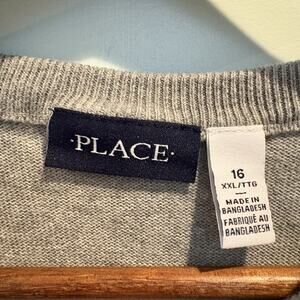 ·PLACE·
16
XXL/TTG
MADE IN
BANGLADESH
FABRIQUÉ AU
BANGLADESH